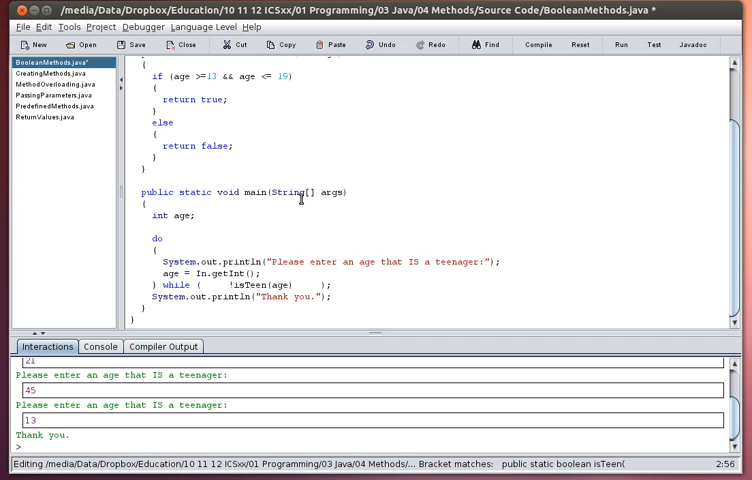 /media/Data/Dropbox/Education/10 11 12 ICSxx/01 Programming/03 Java/04 Methods/Source Code/BooleanMethods.java *
File Edit Tools Project Debugger Language Level Help
New Open Save Close Cut Copy Paste Undo Redo Find Compile Reset Run Test Javadoc
BooleanMethods.java*
CreatingMethods.java
MethodOverloading.java
PassingParameters.java
PredefinedMethods.java
ReturnValues.java
{
if (age >=13 && age <= 19)
{
return true;
}
else
{
return false;
}
}
public static void main(String[] args)
{
int age;
do
{
System.out.println("Please enter an age that IS a teenager:");
age = In.getInt();
} while ( !isTeen(age) );
System.out.println("Thank you.");
}
}
Interactions Console Compiler Output
21
Please enter an age that IS a teenager:
45
Please enter an age that IS a teenager:
13
Thank you.
>
Editing /media/Data/Dropbox/Education/10 11 12 ICSxx/01 Programming/03 Java/04 Methods/... Bracket matches: public static boolean isTeen( 2:56